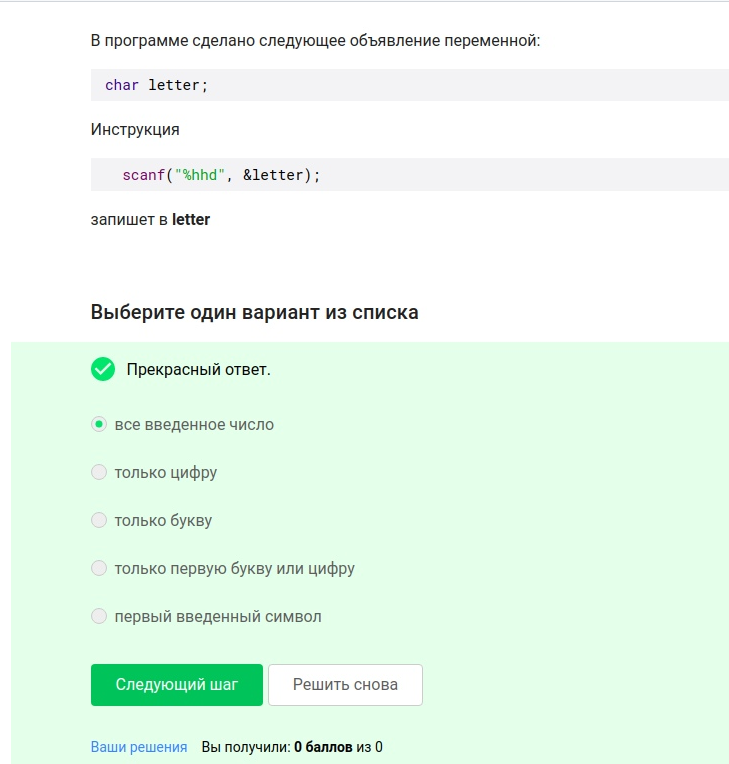 В программе сделано следующее объявление переменной:
char letter;
Инструкция
scanf("%hhd", &letter);
запишет в letter
Выберите один вариант из списка
Прекрасный ответ.
все введенное число
только цифру
только букву
только первую букву или цифру
первый введенный символ
Следующий шаг Решить снова
Ваши решения Вы получили: 0 баллов из 0